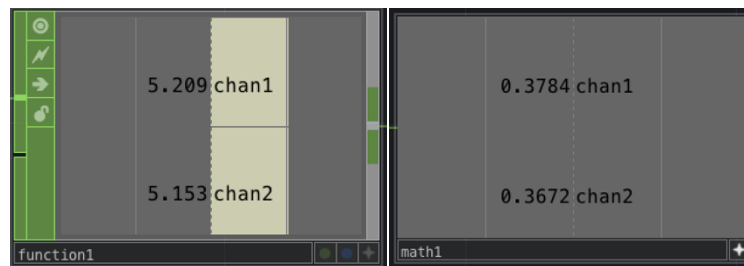 5.209 chan1
5.153 chan2
function1
0.3784 chan1
0.3672 chan2
math1